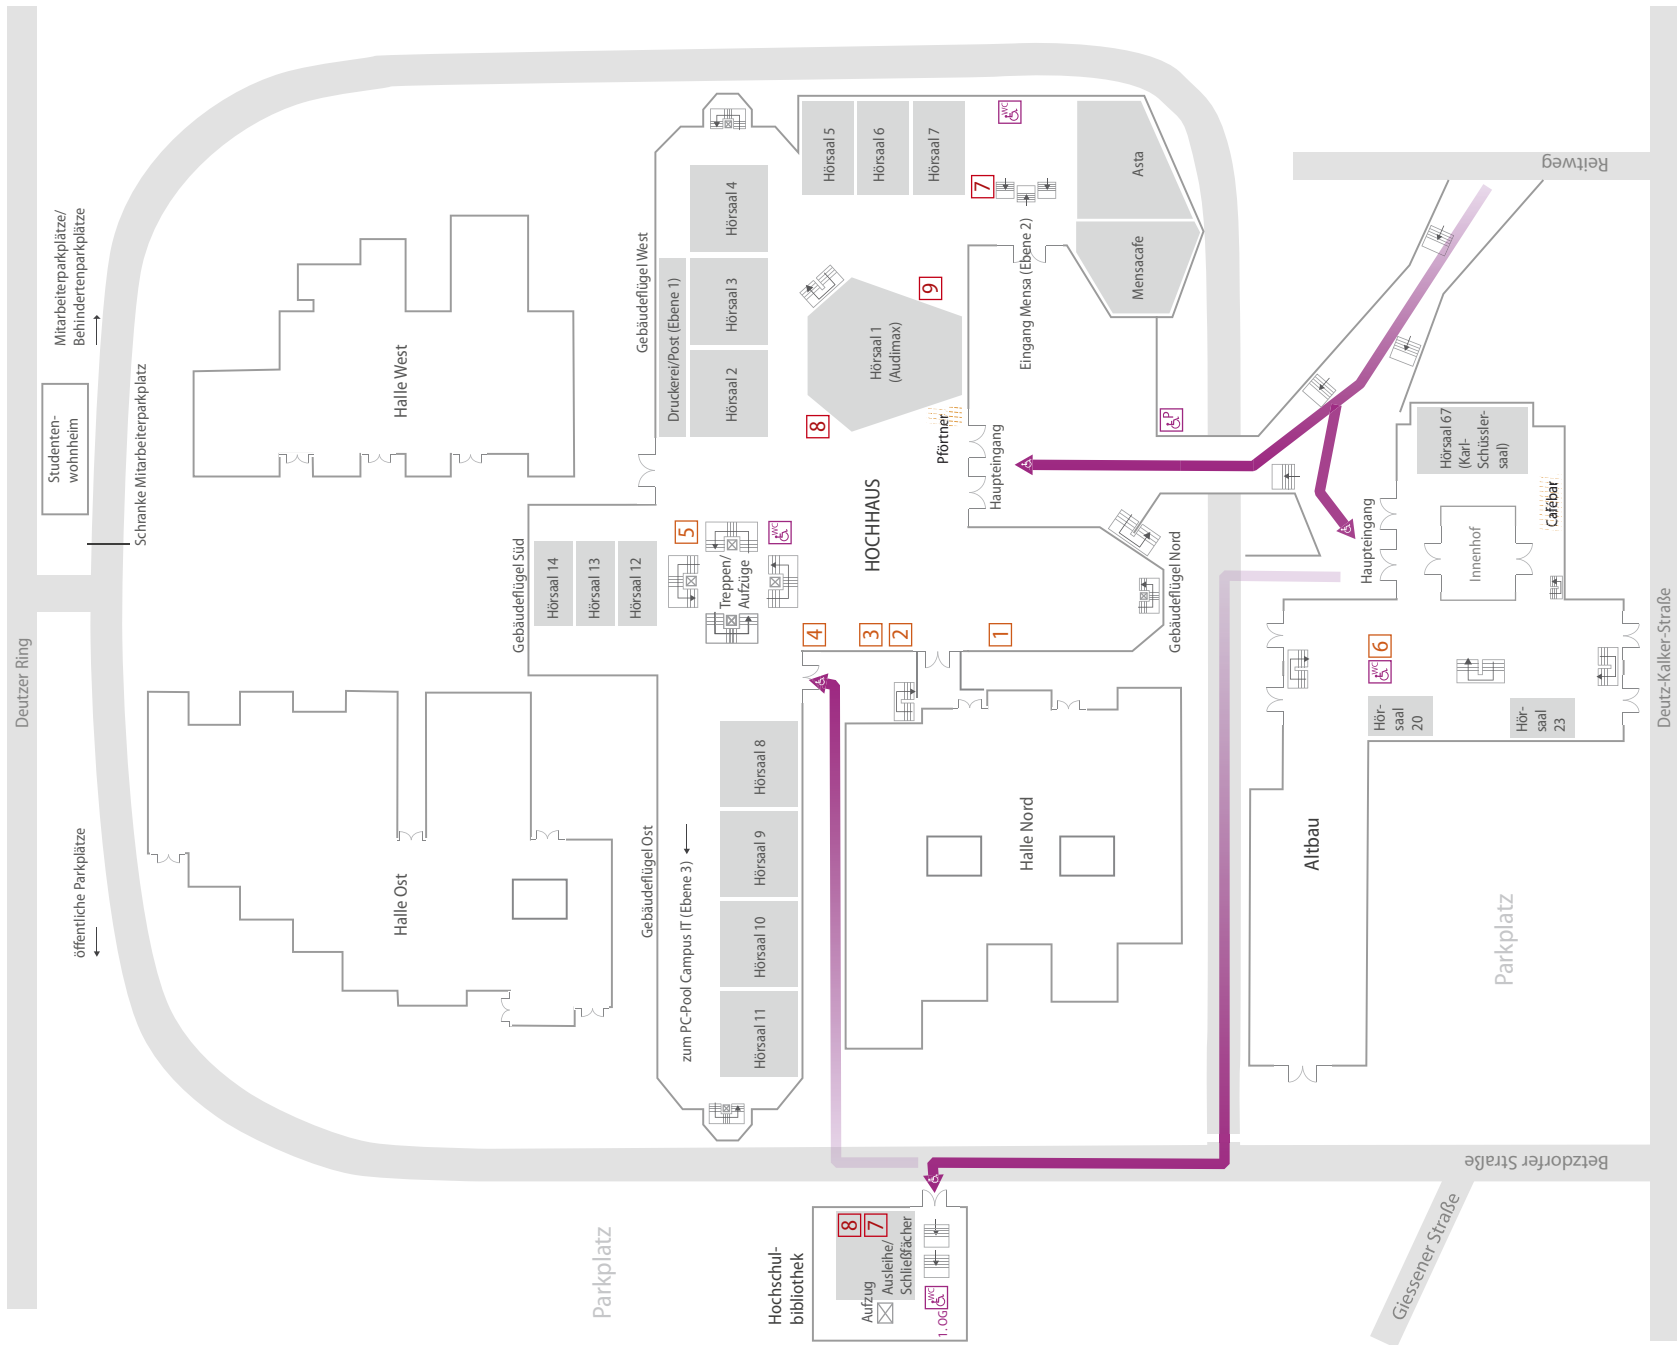 Deutzer Ring
Mitarbeiterparkplätze/
Behindertenparkplätze
Studenten-
wohnheim
Schranke Mitarbeiterparkplatz
öffentliche Parkplätze
Halle West
Halle Ost
Gebäudeflügel West
Gebäudeflügel Süd
Gebäudeflügel Ost
Gebäudeflügel Nord
Hörsaal 5
Hörsaal 6
Hörsaal 7
WC
7
Asta
Mensacafe
Eingang Mensa (Ebene 2)
Hörsaal 4
Hörsaal 3
Hörsaal 2
Druckerei/Post (Ebene 1)
Hörsaal 1
(Audimax)
9
8
Pförtner
Haupteingang
P
HOCHHAUS
Hörsaal 14
Hörsaal 13
Hörsaal 12
5
WC
Treppen/
Aufzüge
4
3
2
1
Hörsaal 8
Hörsaal 9
Hörsaal 10
Hörsaal 11
zum PC-Pool Campus IT (Ebene 3)
Halle Nord
Reitweg
Hörsaal 67
(Karl-
Schüssler-
saal)
Cafébar
Innenhof
Haupteingang
6
WC
Hör-
saal
20
Hör-
saal
23
Altbau
Parkplatz
Deutz-Kalker-Straße
Betzdorfer Straße
Giessener Straße
Parkplatz
Hochschul-
bibliothek
8
7
Ausleihe/
Schließfächer
Aufzug
WC
1. OG